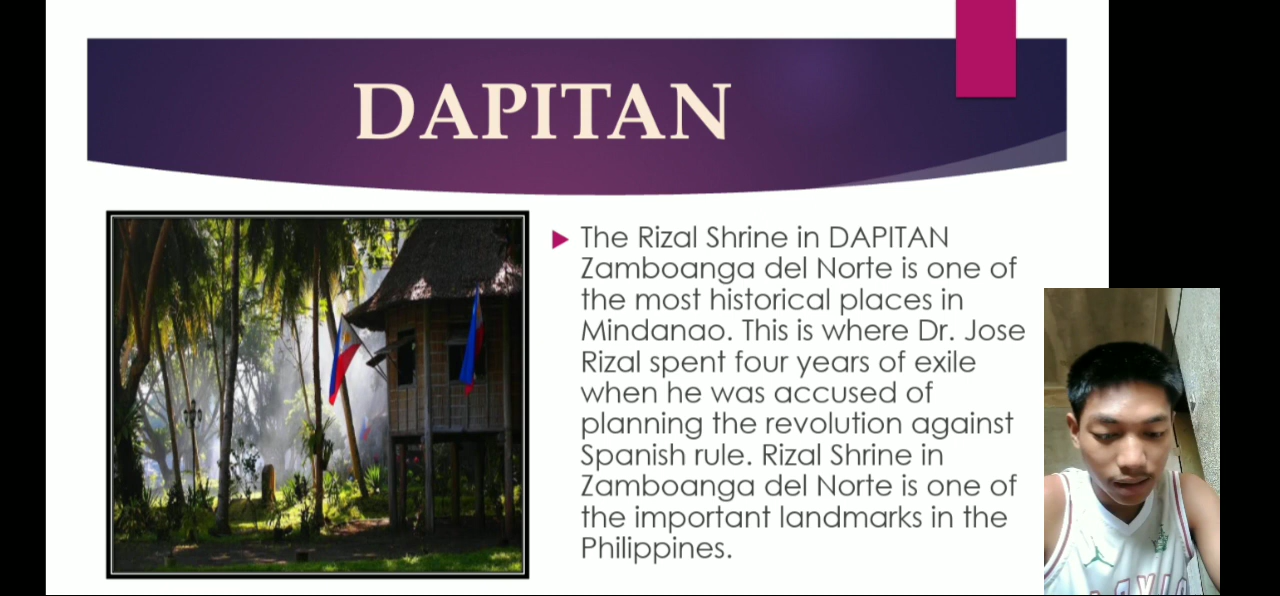 DAPITAN
The Rizal Shrine in DAPITAN
Zamboanga del Norte is one of
the most historical places in
Mindanao. This is where Dr. Jose
Rizal spent four years of exile
when he was accused of
planning the revolution against
Spanish rule. Rizal Shrine in
Zamboanga del Norte is one of
the important landmarks in the
Philippines.